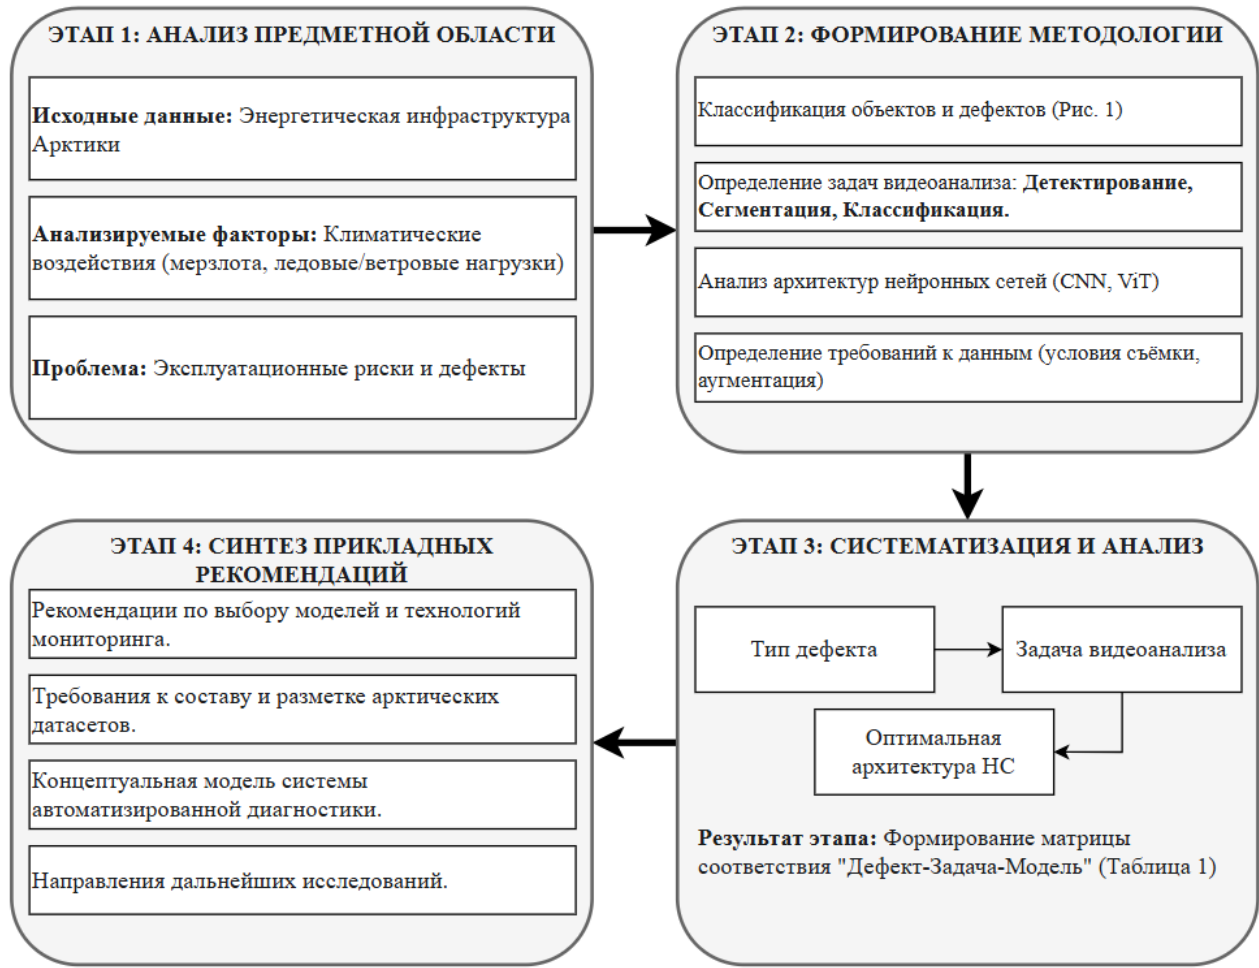 ЭТАП 1: АНАЛИЗ ПРЕДМЕТНОЙ ОБЛАСТИ
Исходные данные: Энергетическая инфраструктура
Арктики
Анализируемые факторы: Климатические
воздействия (мерзлота, ледовые/ветровые нагрузки)
Проблема: Эксплуатационные риски и дефекты
ЭТАП 2: ФОРМИРОВАНИЕ МЕТОДОЛОГИИ
Классификация объектов и дефектов (Рис. 1)
Определение задач видеоанализа: Детектирование,
Сегментация, Классификация.
Анализ архитектур нейронных сетей (CNN, ViT)
Определение требований к данным (условия съёмки,
аугментация)
ЭТАП 3: СИСТЕМАТИЗАЦИЯ И АНАЛИЗ
Тип дефекта
Задача видеоанализа
Оптимальная
архитектура НС
Результат этапа: Формирование матрицы
соответствия "Дефект-Задача-Модель" (Таблица 1)
ЭТАП 4: СИНТЕЗ ПРИКЛАДНЫХ
РЕКОМЕНДАЦИЙ
Рекомендации по выбору моделей и технологий
мониторинга.
Требования к составу и разметке арктических
датасетов.
Концептуальная модель системы
автоматизированной диагностики.
Направления дальнейших исследований.